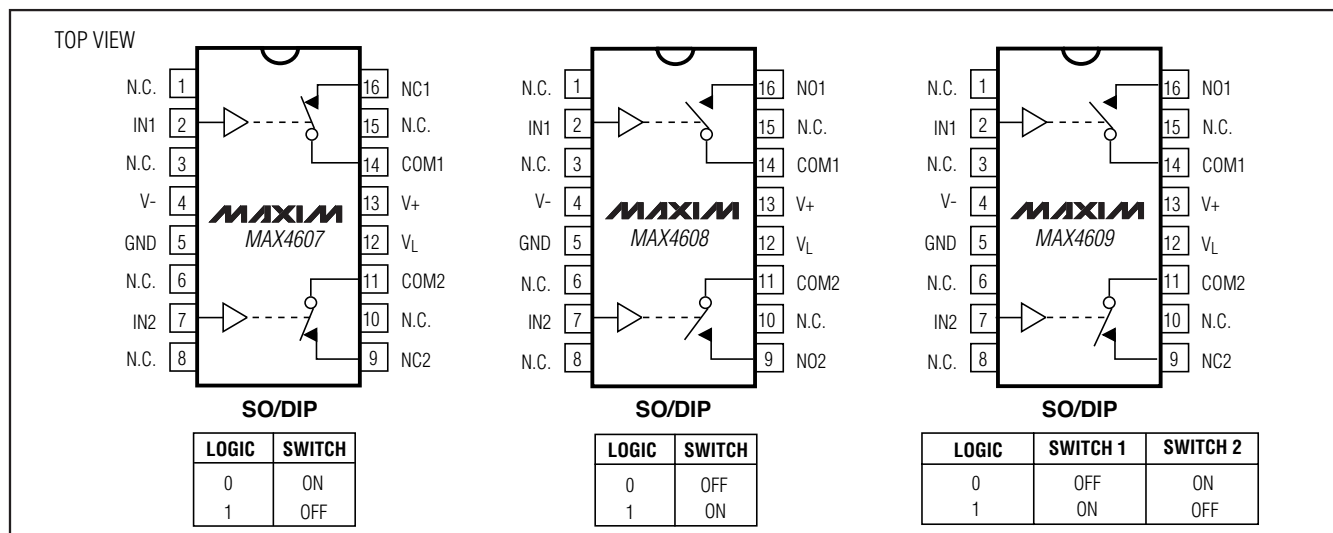 TOP VIEW
N.C. 1 16 NC1
IN1 2 15 N.C.
N.C. 3 14 COM1
V- 4 13 V+
MAXIM
MAX4607
GND 5 12 VL
N.C. 6 11 COM2
IN2 7 10 N.C.
N.C. 8 9 NC2
SO/DIP
LOGIC SWITCH
0 ON
1 OFF
N.C. 1 16 NO1
IN1 2 15 N.C.
N.C. 3 14 COM1
V- 4 13 V+
MAXIM
MAX4608
GND 5 12 VL
N.C. 6 11 COM2
IN2 7 10 N.C.
N.C. 8 9 NO2
SO/DIP
LOGIC SWITCH
0 OFF
1 ON
N.C. 1 16 NO1
IN1 2 15 N.C.
N.C. 3 14 COM1
V- 4 13 V+
MAXIM
MAX4609
GND 5 12 VL
N.C. 6 11 COM2
IN2 7 10 N.C.
N.C. 8 9 NC2
SO/DIP
LOGIC SWITCH 1 SWITCH 2
0 OFF ON
1 ON OFF